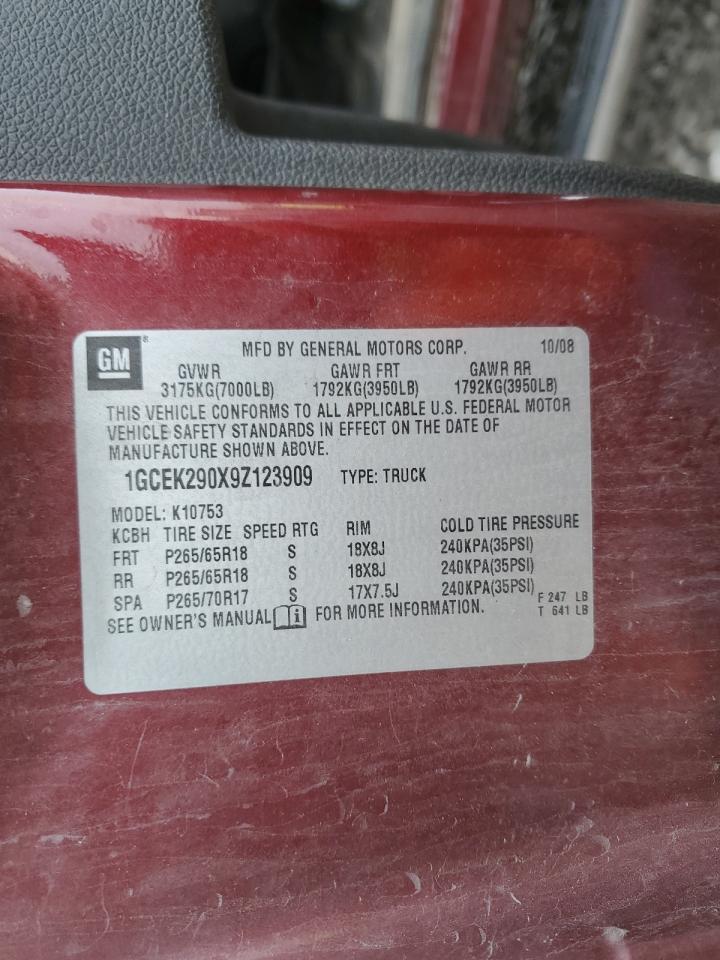 GM ®
MFD BY GENERAL MOTORS CORP. 10/08
GVWR GAWR FRT GAWR RR
3175KG(7000LB) 1792KG(3950LB) 1792KG(3950LB)
THIS VEHICLE CONFORMS TO ALL APPLICABLE U.S. FEDERAL MOTOR
VEHICLE SAFETY STANDARDS IN EFFECT ON THE DATE OF
MANUFACTURE SHOWN ABOVE.
1GCEK290X9Z123909 TYPE: TRUCK
MODEL: K10753
KCBH TIRE SIZE SPEED RTG RIM COLD TIRE PRESSURE
FRT P265/65R18 S 18X8J 240KPA(35PSI)
RR P265/65R18 S 18X8J 240KPA(35PSI)
SPA P265/70R17 S 17X7.5J 240KPA(35PSI) F 247 LB
SEE OWNER'S MANUAL i FOR MORE INFORMATION. T 641 LB